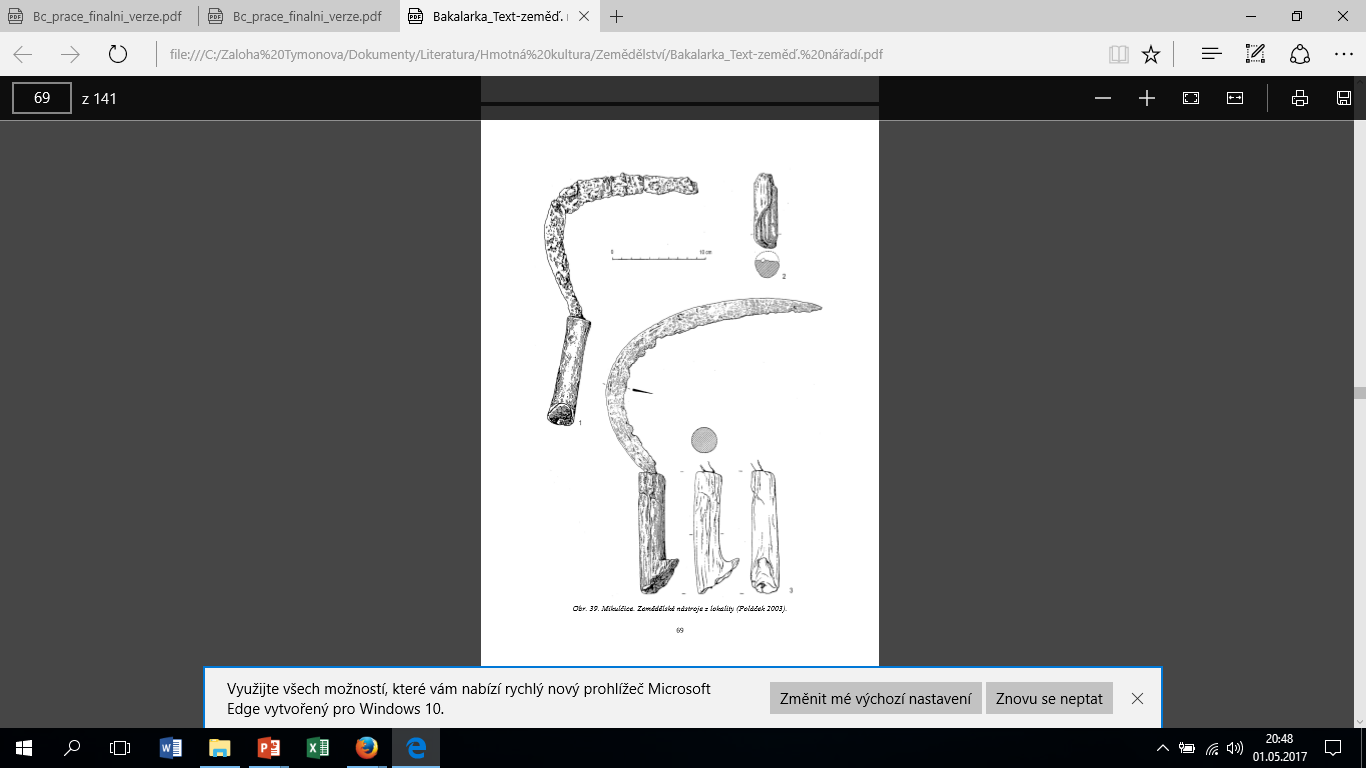 Bc_prace_finalni_verze.pdf
Bc_prace_finalni_verze.pdf
Bakalarka_Text-zeměď.
file:///C:/Zaloha%20Tymonova/Dokumenty/Literatura/Hmotná%20kultura/Zemědělství/Bakalarka_Text-zeměď.%20nářadí.pdf
69 z 141
0 10 cm
2
1
3
Obr. 39. Mikulčice. Zemědělské nástroje z lokality (Poláček 2003).
69
Využijte všech možností, které vám nabízí rychlý nový prohlížeč Microsoft
Edge vytvořený pro Windows 10.
Změnit mé výchozí nastavení
Znovu se neptat
20:48
01.05.2017